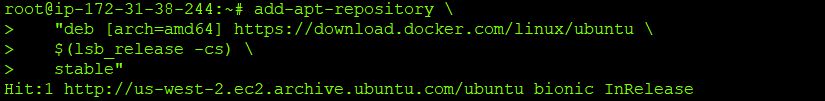 root@ip-172-31-38-244:~# add-apt-repository \
>    "deb [arch=amd64] https://download.docker.com/linux/ubuntu \
>    $(lsb_release -cs) \
>    stable"
Hit:1 http://us-west-2.ec2.archive.ubuntu.com/ubuntu bionic InRelease